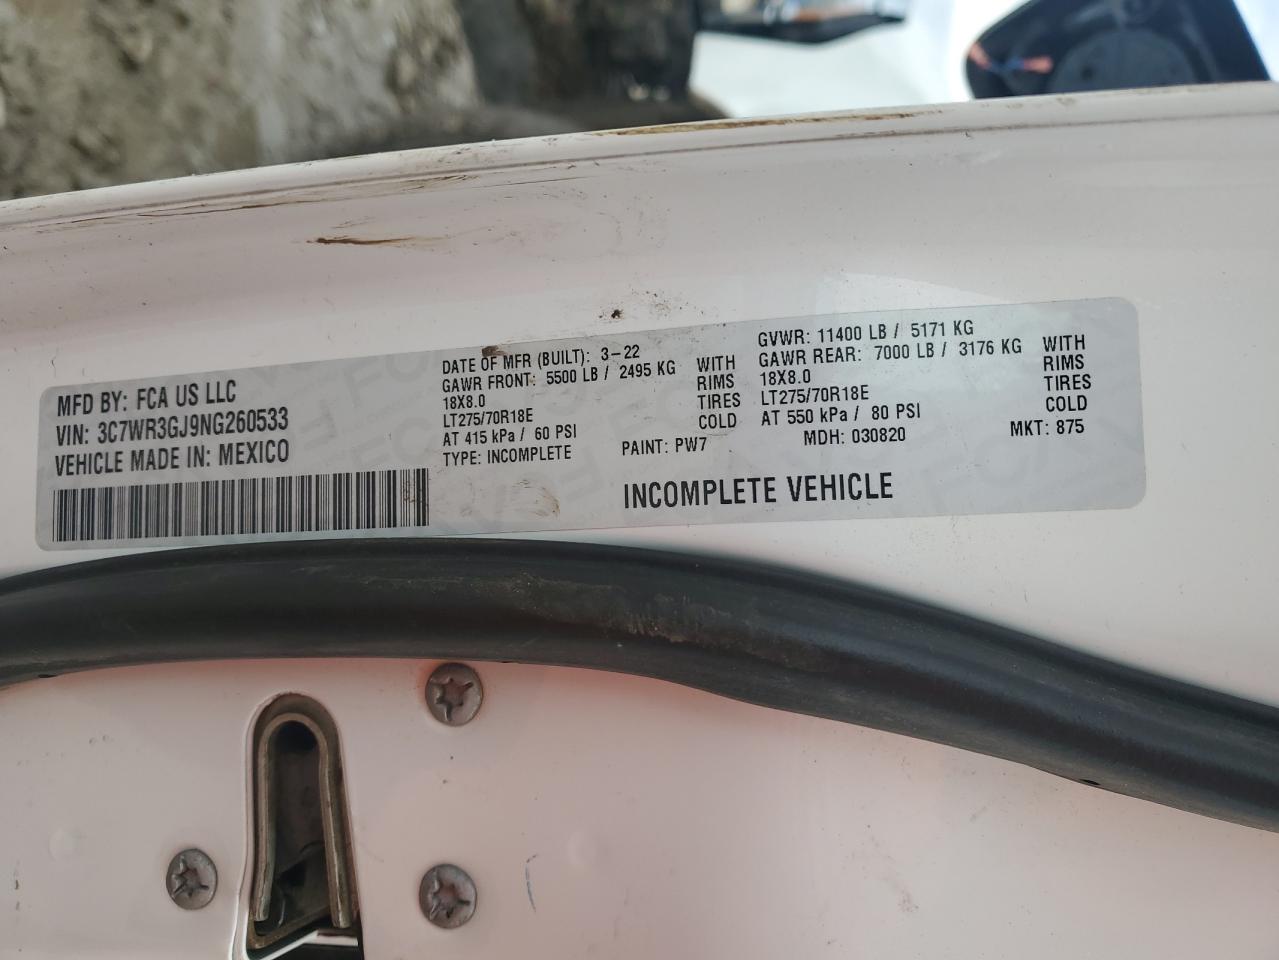 MFD BY: FCA US LLC
VIN: 3C7WR3GJ9NG260533
VEHICLE MADE IN: MEXICO
DATE OF MFR (BUILT): 3-22
GAWR FRONT: 5500 LB / 2495 KG WITH
18X8.0 RIMS
LT275/70R18E TIRES
AT 415 kPa / 60 PSI COLD
TYPE: INCOMPLETE PAINT: PW7
GVWR: 11400 LB / 5171 KG
GAWR REAR: 7000 LB / 3176 KG WITH
18X8.0 RIMS
LT275/70R18E TIRES
AT 550 kPa / 80 PSI COLD
MDH: 030820 MKT: 875
INCOMPLETE VEHICLE